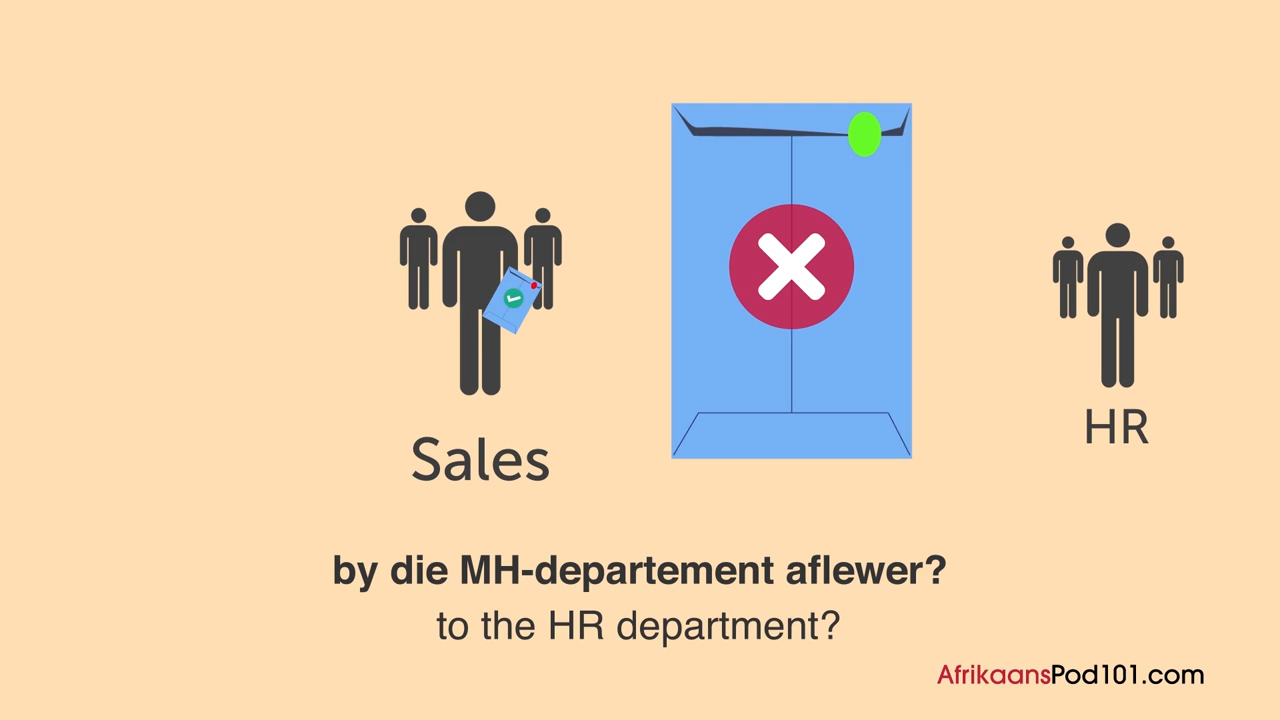 Sales
HR
by die MH-departement aflewer?
to the HR department?
AfrikaansPod101.com